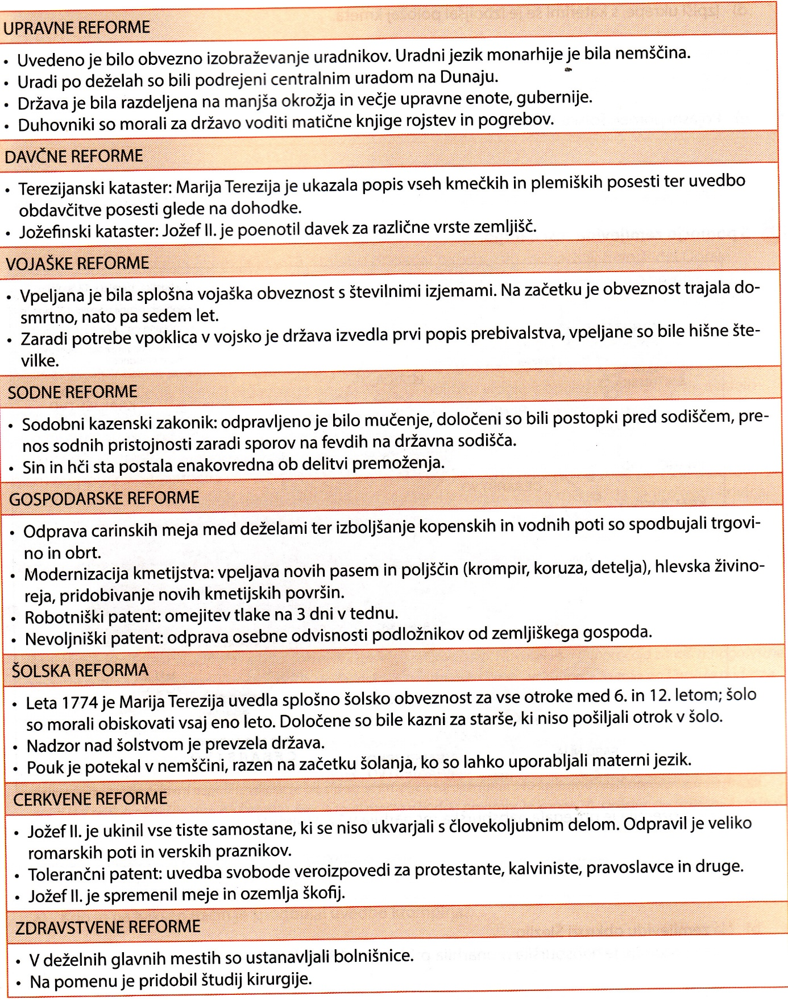 UPRAVNE REFORME
• Uvedeno je bilo obvezno izobraževanje uradnikov. Uradni jezik monarhije je bila nemščina.
• Uradi po deželah so bili podrejeni centralnim uradom na Dunaju.
• Država je bila razdeljena na manjša okrožja in večje upravne enote, gubernije.
• Duhovniki so morali za državo voditi matične knjige rojstev in pogrebov.
DAVČNE REFORME
• Terezijanski kataster: Marija Terezija je ukazala popis vseh kmečkih in plemiških posesti ter uvedbo
obdavčitve posesti glede na dohodke.
• Jožefinski kataster: Jožef II. je poenotil davek za različne vrste zemljišč.
VOJAŠKE REFORME
• Vpeljana je bila splošna vojaška obveznost s številnimi izjemami. Na začetku je obveznost trajala do-
smrtno, nato pa sedem let.
• Zaradi potrebe vpoklica v vojsko je država izvedla prvi popis prebivalstva, vpeljane so bile hišne šte-
vilke.
SODNE REFORME
• Sodobni kazenski zakonik: odpravljeno je bilo mučenje, določeni so bili postopki pred sodiščem, pre-
nos sodnih pristojnosti zaradi sporov na fevdih na državna sodišča.
• Sin in hči sta postala enakovredna ob delitvi premoženja.
GOSPODARSKE REFORME
• Odprava carinskih meja med deželami ter izboljšanje kopenskih in vodnih poti so spodbujali trgovi-
no in obrt.
• Modernizacija kmetijstva: vpeljava novih pasem in poljščin (krompir, koruza, detelja), hlevska živino-
reja, pridobivanje novih kmetijskih površin.
• Robotniški patent: omejitev tlake na 3 dni v tednu.
• Nevoljniški patent: odprava osebne odvisnosti podložnikov od zemljiškega gospoda.
ŠOLSKA REFORMA
• Leta 1774 je Marija Terezija uvedla splošno šolsko obveznost za vse otroke med 6. in 12. letom; šolo
so morali obiskovati vsaj eno leto. Določene so bile kazni za starše, ki niso pošiljali otrok v šolo.
• Nadzor nad šolstvom je prevzela država.
• Pouk je potekal v nemščini, razen na začetku šolanja, ko so lahko uporabljali materni jezik.
CERKVENE REFORME
• Jožef II. je ukinil vse tiste samostane, ki se niso ukvarjali s človekoljubnim delom. Odpravil je veliko
romarskih poti in verskih praznikov.
• Tolerančni patent: uvedba svobode veroizpovedi za protestante, kalviniste, pravoslavce in druge.
• Jožef II. je spremenil meje in ozemlja škofij.
ZDRAVSTVENE REFORME
• V deželnih glavnih mestih so ustanavljali bolnišnice.
• Na pomenu je pridobil študij kirurgije.